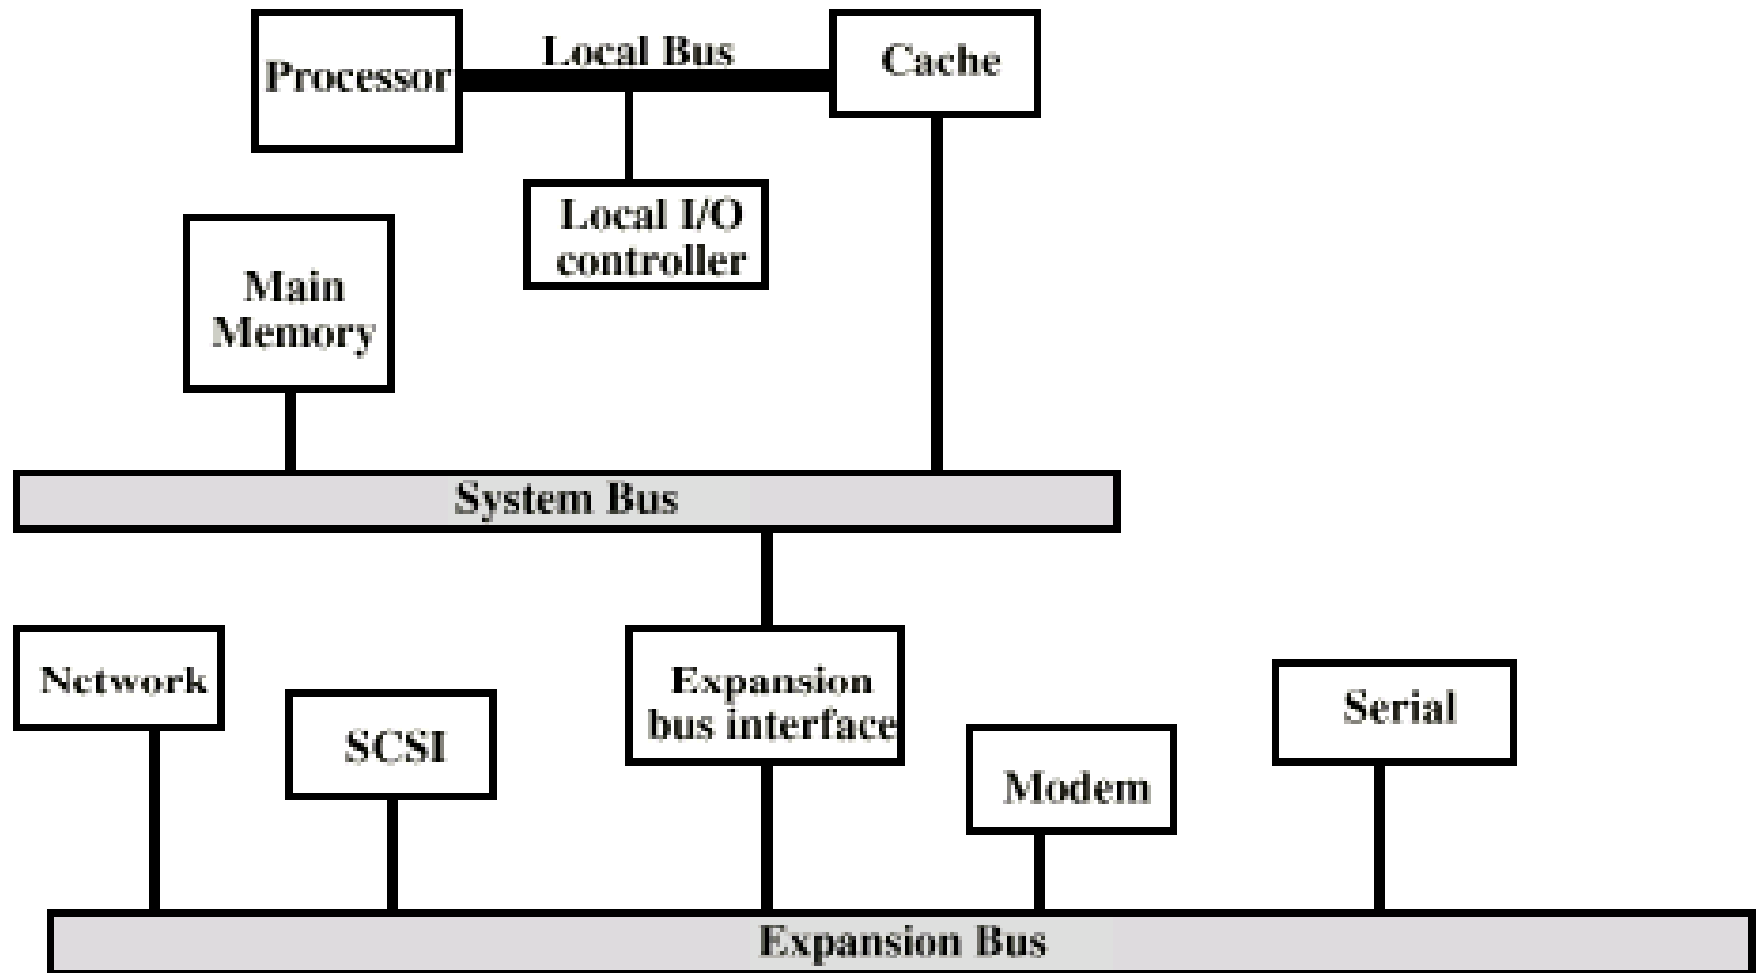 Local Bus
Cache
Processor
Local I/O
controller
Main
Memory
System Bus
Network
Expansion
bus interface
SCSI
Serial
Modem
Expansion Bus